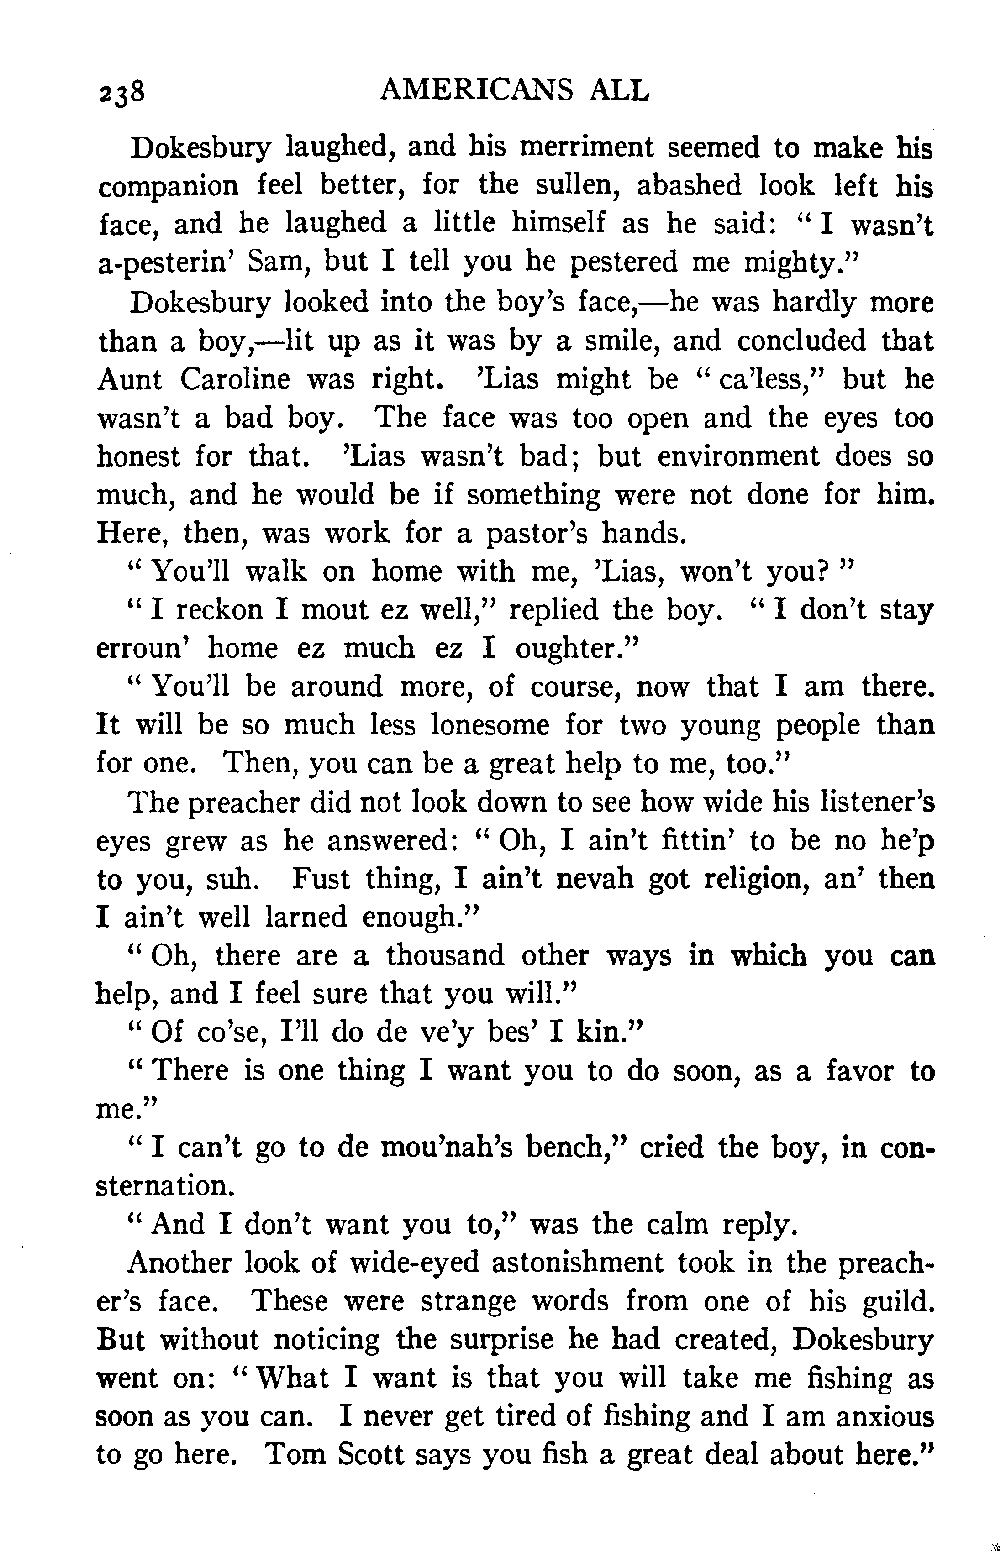 238 AMERICANS ALL
Dokesbury laughed, and his merriment seemed to make his
companion feel better, for the sullen, abashed look left his
face, and he laughed a little himself as he said: “ I wasn’t
a-pesterin’ Sam, but I tell you he pestered me mighty.”
Dokesbury looked into the boy’s face,—he was hardly more
than a boy,—lit up as it was by a smile, and concluded that
Aunt Caroline was right. ’Lias might be “ ca’less,” but he
wasn’t a bad boy. The face was too open and the eyes too
honest for that. ’Lias wasn’t bad; but environment does so
much, and he would be if something were not done for him.
Here, then, was work for a pastor’s hands.
“ You’ll walk on home with me, ’Lias, won’t you? ”
“ I reckon I mout ez well,” replied the boy. “ I don’t stay
erroun’ home ez much ez I oughter.”
“ You’ll be around more, of course, now that I am there.
It will be so much less lonesome for two young people than
for one. Then, you can be a great help to me, too.”
The preacher did not look down to see how wide his listener’s
eyes grew as he answered: “ Oh, I ain’t fittin’ to be no he’p
to you, suh. Fust thing, I ain’t nevah got religion, an’ then
I ain’t well larned enough.”
“ Oh, there are a thousand other ways in which you can
help, and I feel sure that you will.”
“ Of co’se, I’ll do de ve’y bes’ I kin.”
“ There is one thing I want you to do soon, as a favor to
me.”
“ I can’t go to de mou’nah’s bench,” cried the boy, in con-
sternation.
“ And I don’t want you to,” was the calm reply.
Another look of wide-eyed astonishment took in the preach-
er’s face. These were strange words from one of his guild.
But without noticing the surprise he had created, Dokesbury
went on: “ What I want is that you will take me fishing as
soon as you can. I never get tired of fishing and I am anxious
to go here. Tom Scott says you fish a great deal about here.”